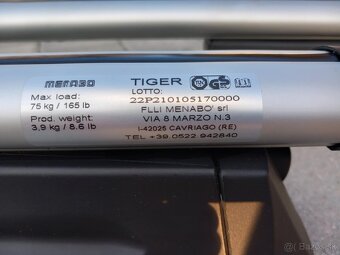 menabo
Max load:
75 kg / 165 lb
Prod. weight:
3,9 kg / 8.6 lb
TIGER
LOTTO:
22P210105170000
FLLI MENABO' srl
VIA 8 MARZO N.3
I-42025 CAVRIAGO (RE)
TEL +39.0522 942840